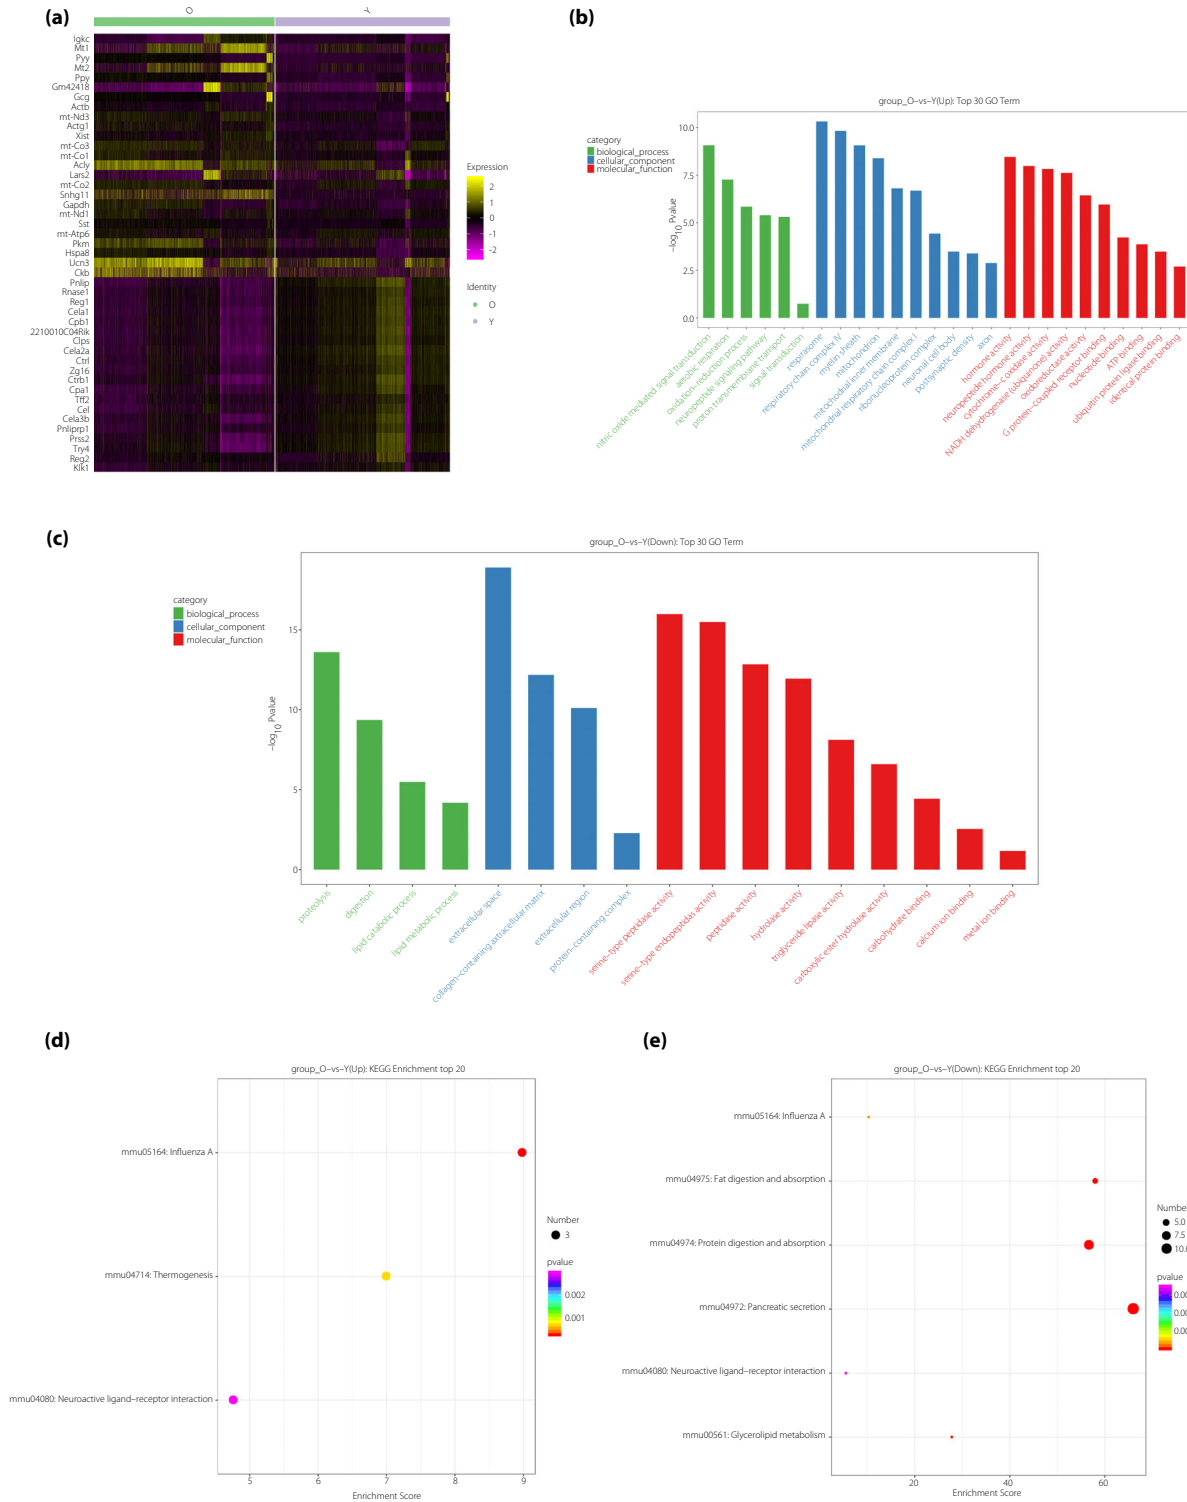 (a)
O
Y
Igkc
Mt1
Pyy
Mt2
Ppy
Gm42418
Gcg
Actb
mt-Nd3
Actg1
Xist
mt-Co3
mt-Co1
Acly
Lars2
mt-Co2
Snhg11
Gapdh
mt-Nd1
Sst
mt-Atp6
Pkm
Hspa8
Ucn3
Ckb
Pnlip
Rnase1
Reg1
Cela1
Cpb1
2210010C04Rik
Clps
Cela2a
Ctrl
Zg16
Ctrb1
Cpa1
Tff2
Cel
Cela3b
Pnliprp1
Prss2
Try4
Reg2
Klk1
Expression
2
1
0
-1
-2
Identity
O
Y
(b)
group_O-vs-Y(Up): Top 30 GO Term
category
biological_process
cellular_component
molecular_function
-log10 Pvalue
10.0
7.5
5.0
2.5
0.0
nitric oxide mediated signal transduction
aerobic respiration
oxidation-reduction process
neuropeptide signaling pathway
proton transmembrane transport
signal transduction
respirasome
respiratory chain complex IV
myelin sheath
mitochondrion
mitochondrial inner membrane
mitochondrial respiratory chain complex I
ribonucleoprotein complex
neuronal cell body
postsynaptic density
axon
hormone activity
neuropeptide hormone activity
cytochrome-c oxidase activity
NADH dehydrogenase (ubiquinone) activity
oxidoreductase activity
G protein-coupled receptor binding
nucleotide binding
ATP binding
ubiquitin protein ligase binding
identical protein binding
(c)
group_O-vs-Y(Down): Top 30 GO Term
category
biological_process
cellular_component
molecular_function
-log10 Pvalue
15
10
5
0
proteolysis
digestion
lipid catabolic process
lipid metabolic process
extracellular space
collagen-containing axtracellular matrix
extracellular region
protein-containing complex
serine-type peptidase activity
serine-type endopeptidas activity
peptidase activity
hydrolase activity
triglyceride lipase activity
carboxylic ester hydrolase activity
carbohydrate binding
calcium ion binding
metal ion binding
(d)
group_O-vs-Y(Up): KEGG Enrichment top 20
mmu05164: Influenza A
mmu04714: Thermogenesis
mmu04080: Neuroactive ligand-receptor interaction
5
6
7
8
9
Enrichment Score
Number
3
pvalue
0.002
0.001
(e)
group_O-vs-Y(Down): KEGG Enrichment top 20
mmu05164: Influenza A
mmu04975: Fat digestion and absorption
mmu04974: Protein digestion and absorption
mmu04972: Pancreatic secretion
mmu04080: Neuroactive ligand-receptor interaction
mmu00561: Glycerolipid metabolism
20
40
60
Enrichment Score
Number
5.0
7.5
10.0
pvalue
0.00
0.00
0.00